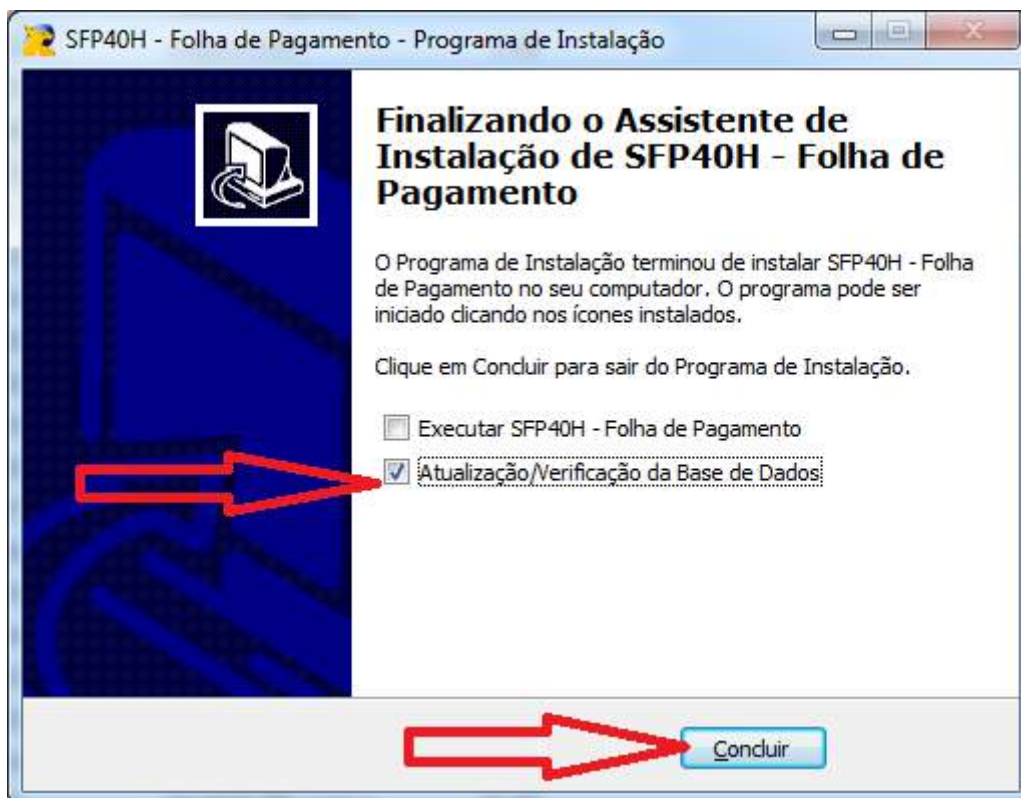 SFP40H - Folha de Pagamento - Programa de Instalação
Finalizando o Assistente de
Instalação de SFP40H - Folha de
Pagamento
O Programa de Instalação terminou de instalar SFP40H - Folha
de Pagamento no seu computador. O programa pode ser
iniciado clicando nos ícones instalados.
Clique em Concluir para sair do Programa de Instalação.
Executar SFP40H - Folha de Pagamento
Atualização/Verificação da Base de Dados
Concluir